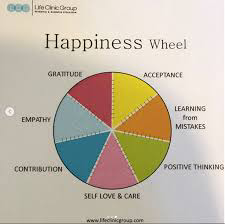 Life Clinic Group
Happiness Wheel
GRATITUDE
ACCEPTANCE
LEARNING
from
MISTAKES
EMPATHY
POSITIVE THINKING
CONTRIBUTION
SELF LOVE & CARE
www.lifeclinicgroup.com